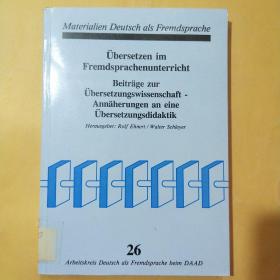 Materialien Deutsch als Fremdsprache
Übersetzen im
Fremdsprachenunterricht
Beiträge zur
Übersetzungswissenschaft -
Annäherungen an eine
Übersetzungsdidaktik
Herausgeber: Rolf Ehnert / Walter Schleyer
26
Arbeitskreis Deutsch als Fremdsprache beim DAAD